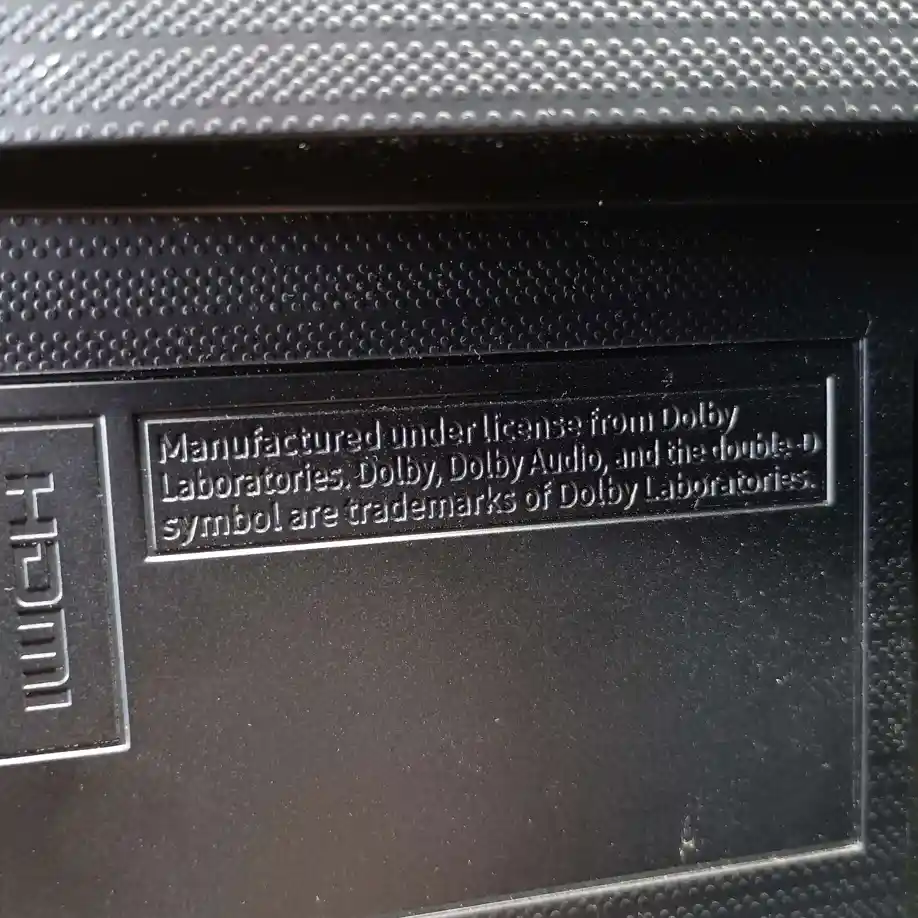 Manufactured under license from Dolby
Laboratories. Dolby, Dolby Audio, and the double-D
symbol are trademarks of Dolby Laboratories.
HDMI